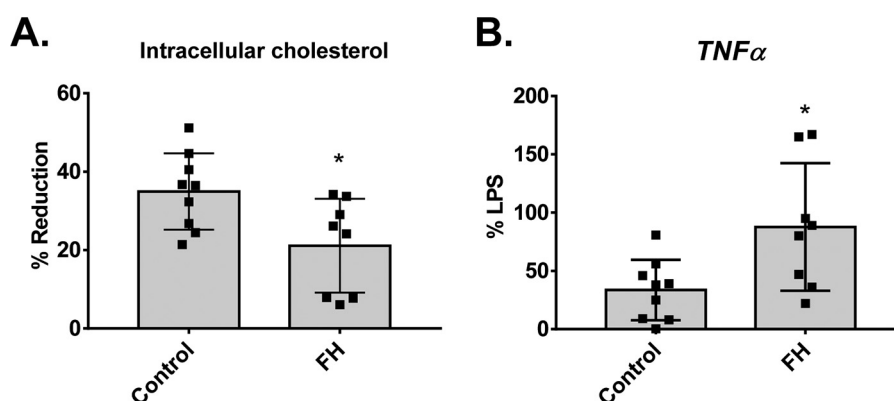 A.
Intracellular cholesterol
% Reduction
60
40
20
0
*
Control
FH
B.
TNFα
% LPS
200
150
100
50
0
*
Control
FH